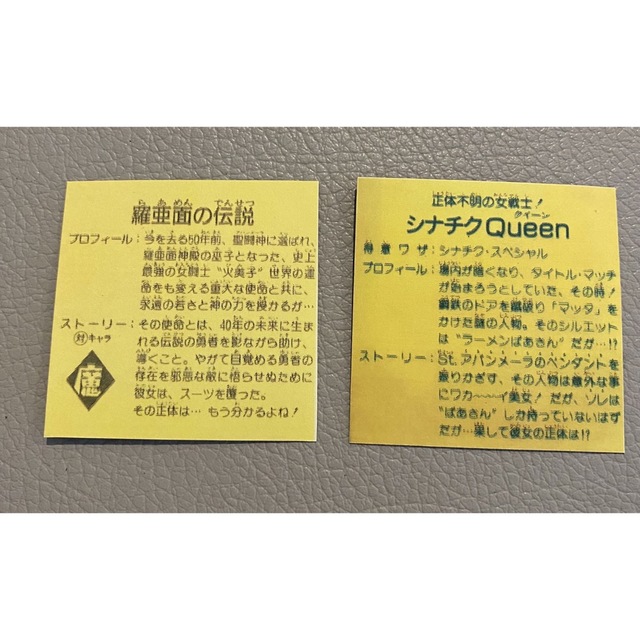 羅亜面の伝説
プロフィール：今を去る50年前、聖闘神に選ばれ、
羅亜面神殿の巫子となった、史上
最強の女闘士“火美子”世界の運
命をも変える重大な使命と共に、
永遠の若さと神の力を授かるが…
ストーリー：その使命とは、40年の未来に生ま
対キャラ
れる伝説の勇者を影ながら助け、
導くこと。やがて目覚める勇者の
魔
存在を邪悪な敵に悟らせぬために
彼女は、スーツを覆った。
その正体は…もう分かるよね！
正体不明の女戦士！
シナチクQueen
得意ワザ：シナチク・スペシャル
プロフィール：場内が暗くなり、タイトル・マッチ
が始まろうとしていた、その時！
鋼鉄のドアを蹴破り「マッタ」を
かけた謎の人物。そのシルエット
は“ラーメンばあさん”だが…!?
ストーリー：St.アパンメーラのペンダントを
振りかざす、その人物は意外な事
にワカ〜〜イ美女！だが、ソレは
“ばあさん”しか持っていないはず
だが…果して彼女の正体は!?